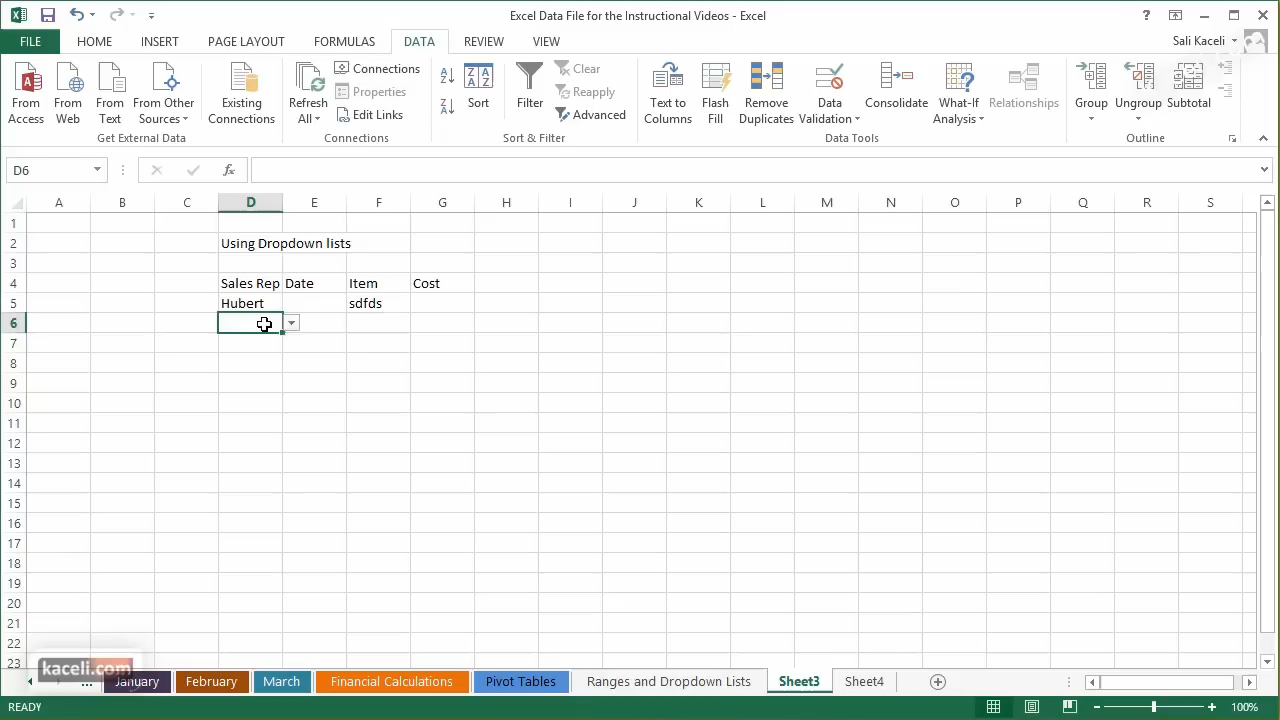 Excel Data File for the Instructional Videos - Excel
?
FILE HOME INSERT PAGE LAYOUT FORMULAS DATA REVIEW VIEW Sali Kaceli
From Access
From Web
From Text
From Other Sources
Existing Connections
Get External Data
Refresh All
Connections
Properties
Edit Links
Connections
Sort
Filter
Clear
Reapply
Advanced
Sort & Filter
Text to Columns
Flash Fill
Remove Duplicates
Data Validation
Consolidate
What-If Analysis
Relationships
Data Tools
Group
Ungroup
Subtotal
Outline
D6 fx
A B C D E F G H I J K L M N O P Q R S
1
2 Using Dropdown lists
3
4 Sales Rep Date Item Cost
5 Hubert sdfds
6
7
8
9
10
11
12
13
14
15
16
17
18
19
20
21
22
23
kaceli.com
... January February March Financial Calculations Pivot Tables Ranges and Dropdown Lists Sheet3 Sheet4
READY 100%